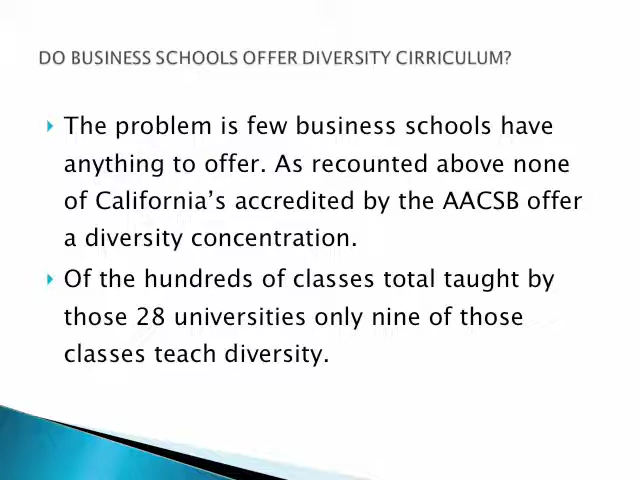 DO BUSINESS SCHOOLS OFFER DIVERSITY CIRRICULUM?
The problem is few business schools have
anything to offer. As recounted above none
of California’s accredited by the AACSB offer
a diversity concentration.
Of the hundreds of classes total taught by
those 28 universities only nine of those
classes teach diversity.